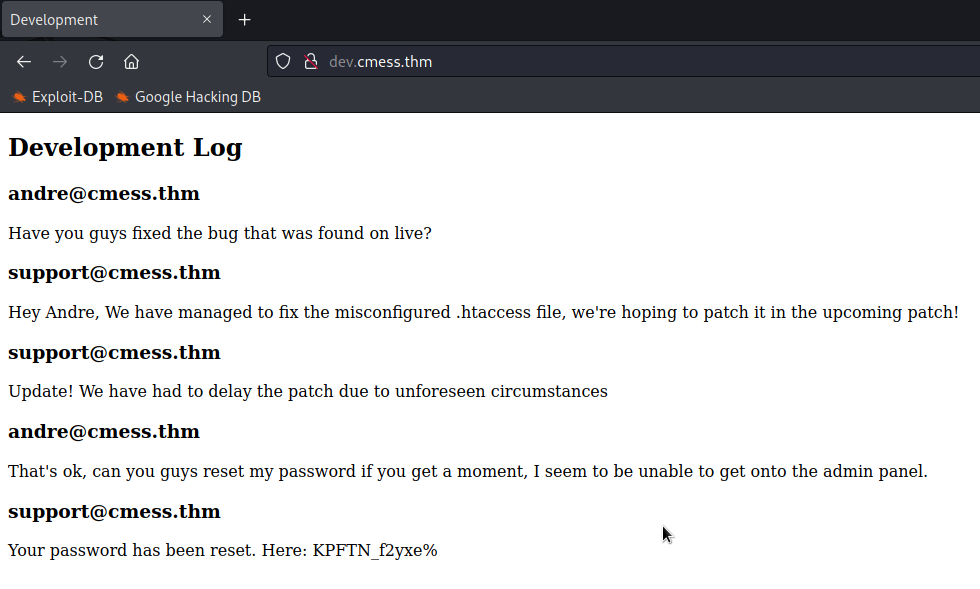 Development
dev.cmess.thm
Exploit-DB
Google Hacking DB
Development Log
andre@cmess.thm
Have you guys fixed the bug that was found on live?
support@cmess.thm
Hey Andre, We have managed to fix the misconfigured .htaccess file, we're hoping to patch it in the upcoming patch!
support@cmess.thm
Update! We have had to delay the patch due to unforeseen circumstances
andre@cmess.thm
That's ok, can you guys reset my password if you get a moment, I seem to be unable to get onto the admin panel.
support@cmess.thm
Your password has been reset. Here: KPFTN_f2yxe%